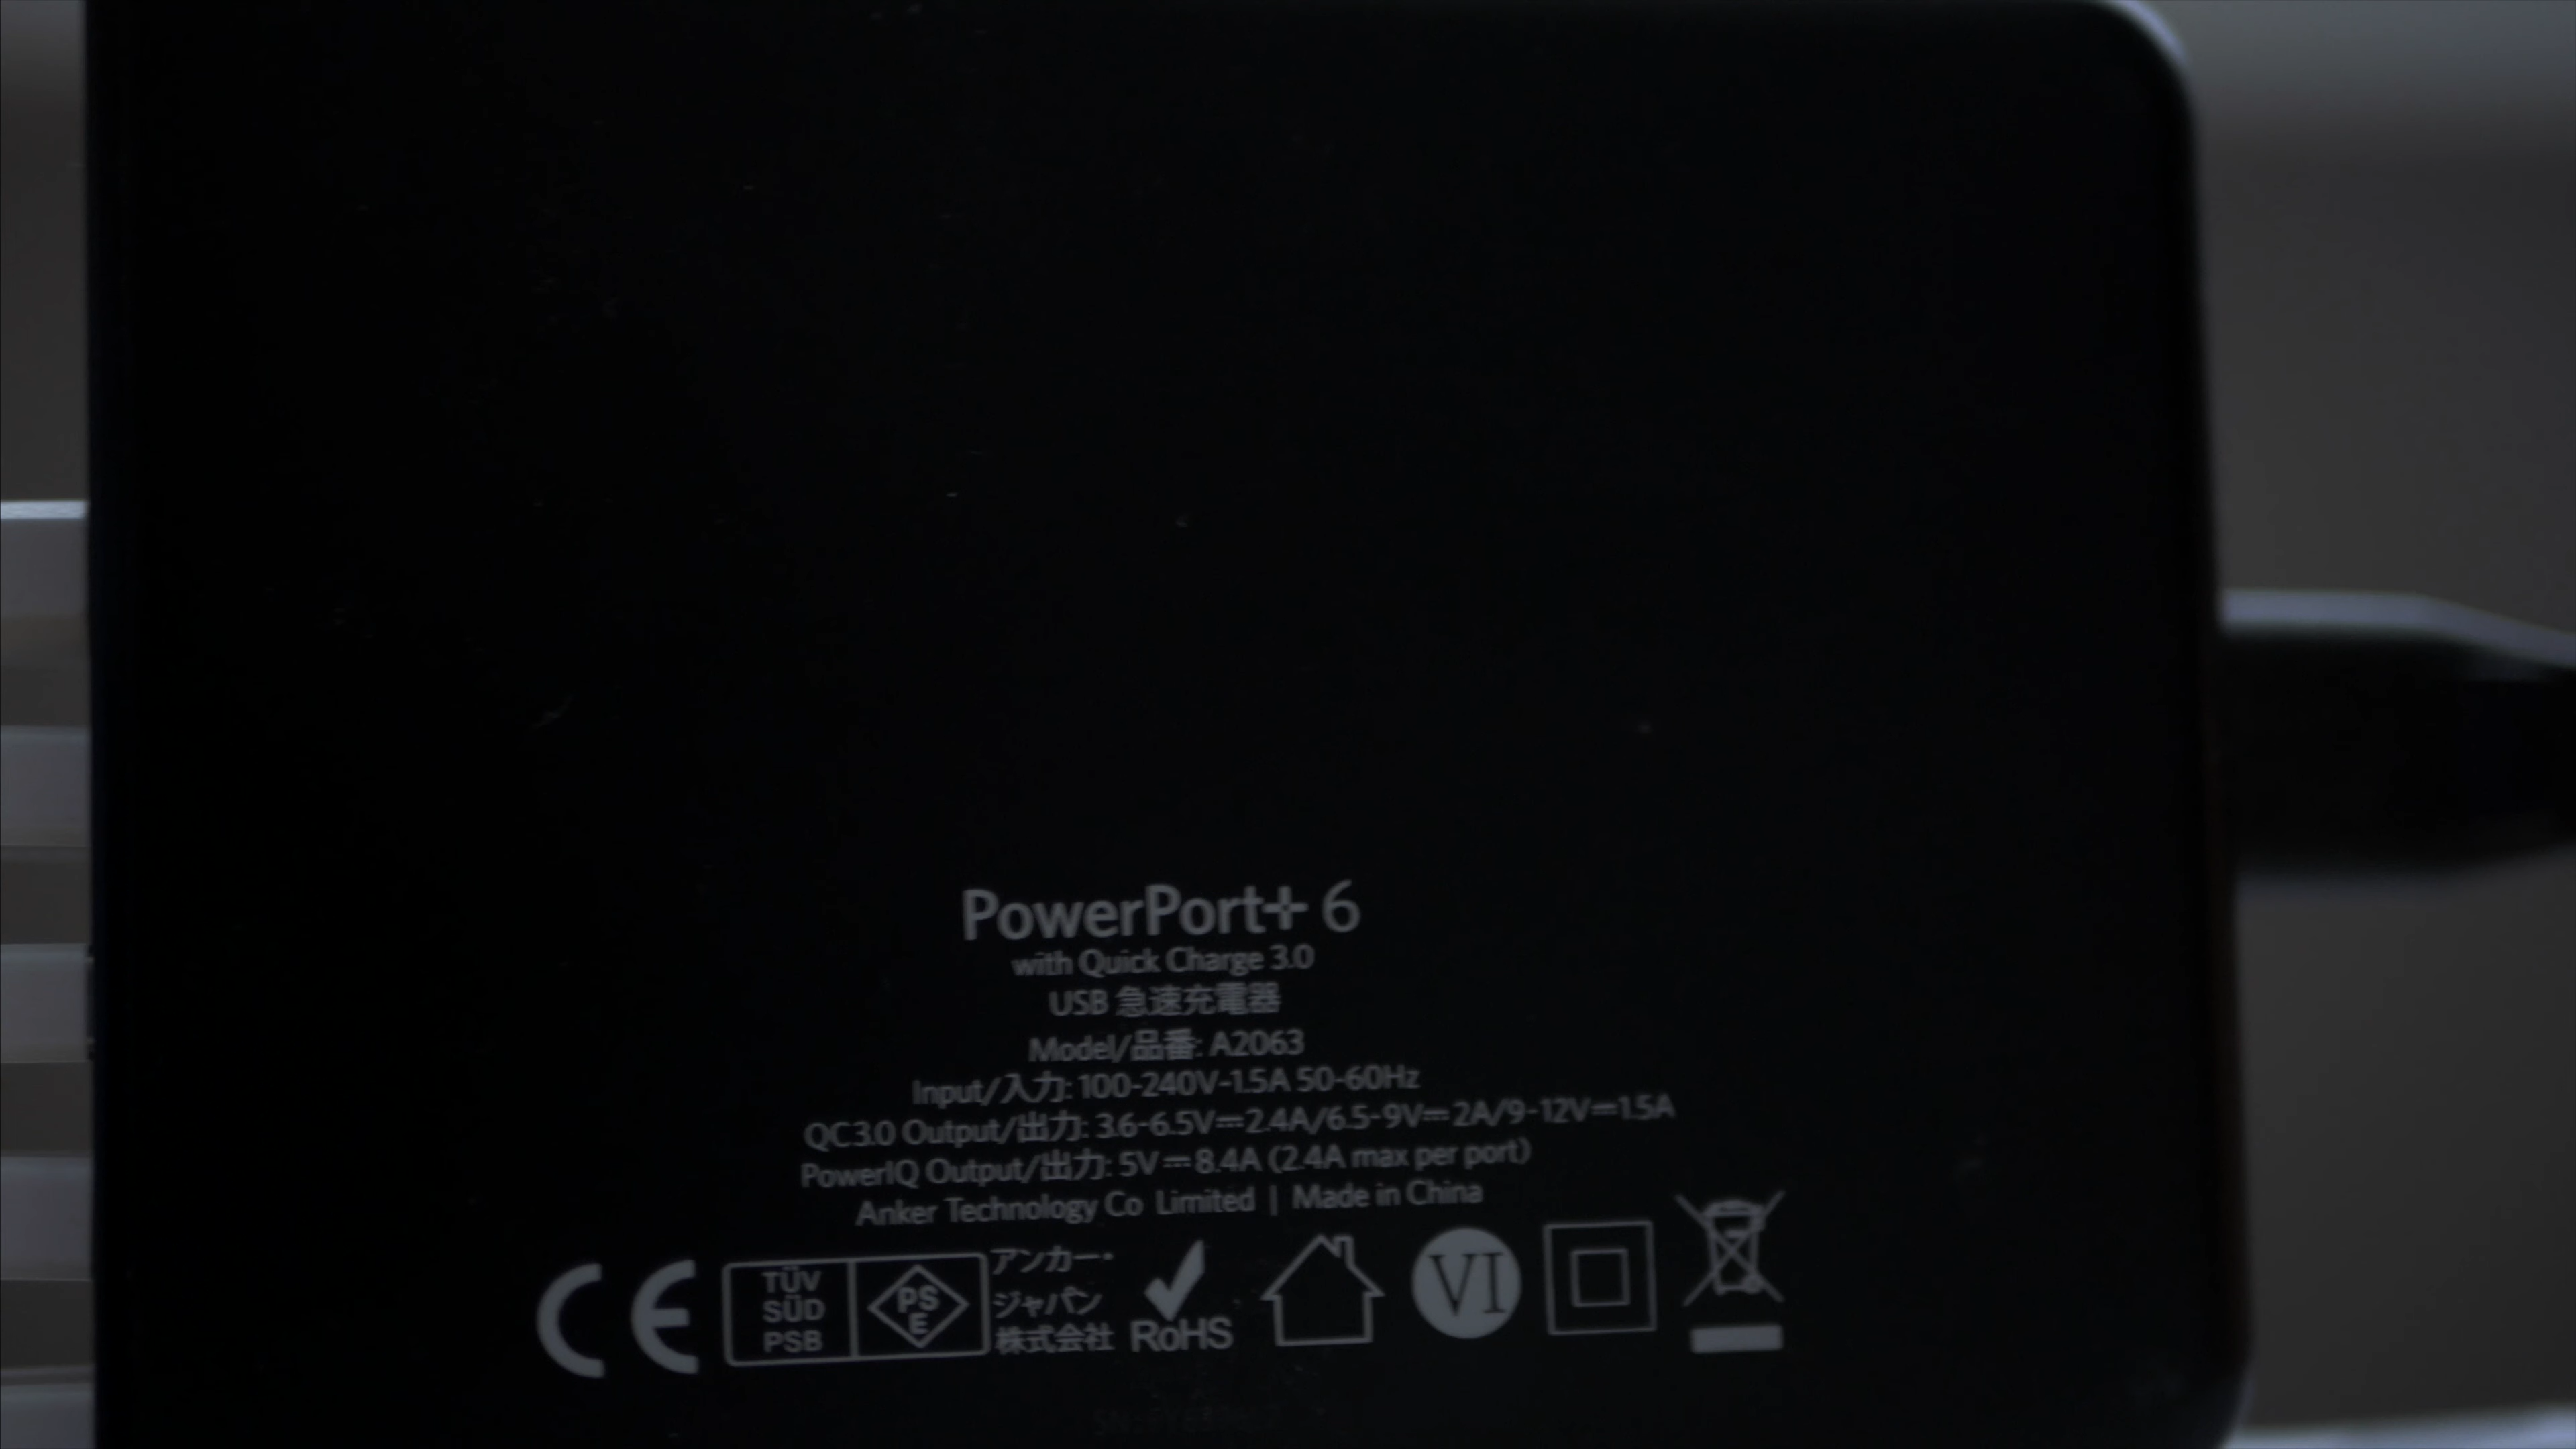 PowerPort+ 6
with Quick Charge 3.0
USB 急速充電器
Model/品番: A2063
Input/入力: 100-240V-1.5A 50-60Hz
QC3.0 Output/出力: 3.6-6.5V⎓2.4A/6.5-9V⎓2A/9-12V⎓1.5A
PowerIQ Output/出力: 5V⎓8.4A (2.4A max per port)
Anker Technology Co Limited | Made in China
CE
TÜV
SÜD
PSB
PS
E
アンカー・
ジャパン
株式会社
RoHS
VI